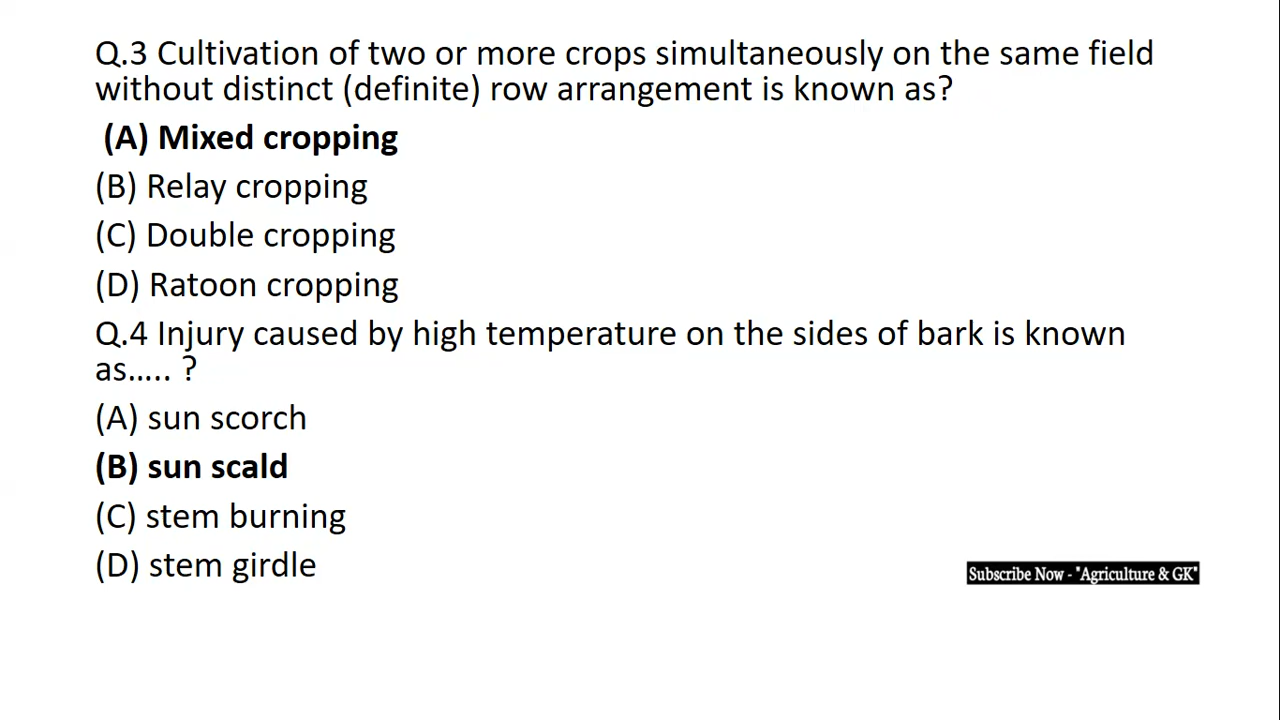 Q.3 Cultivation of two or more crops simultaneously on the same field
without distinct (definite) row arrangement is known as?
(A) Mixed cropping
(B) Relay cropping
(C) Double cropping
(D) Ratoon cropping
Q.4 Injury caused by high temperature on the sides of bark is known
as..... ?
(A) sun scorch
(B) sun scald
(C) stem burning
(D) stem girdle
Subscribe Now - "Agriculture & GK"